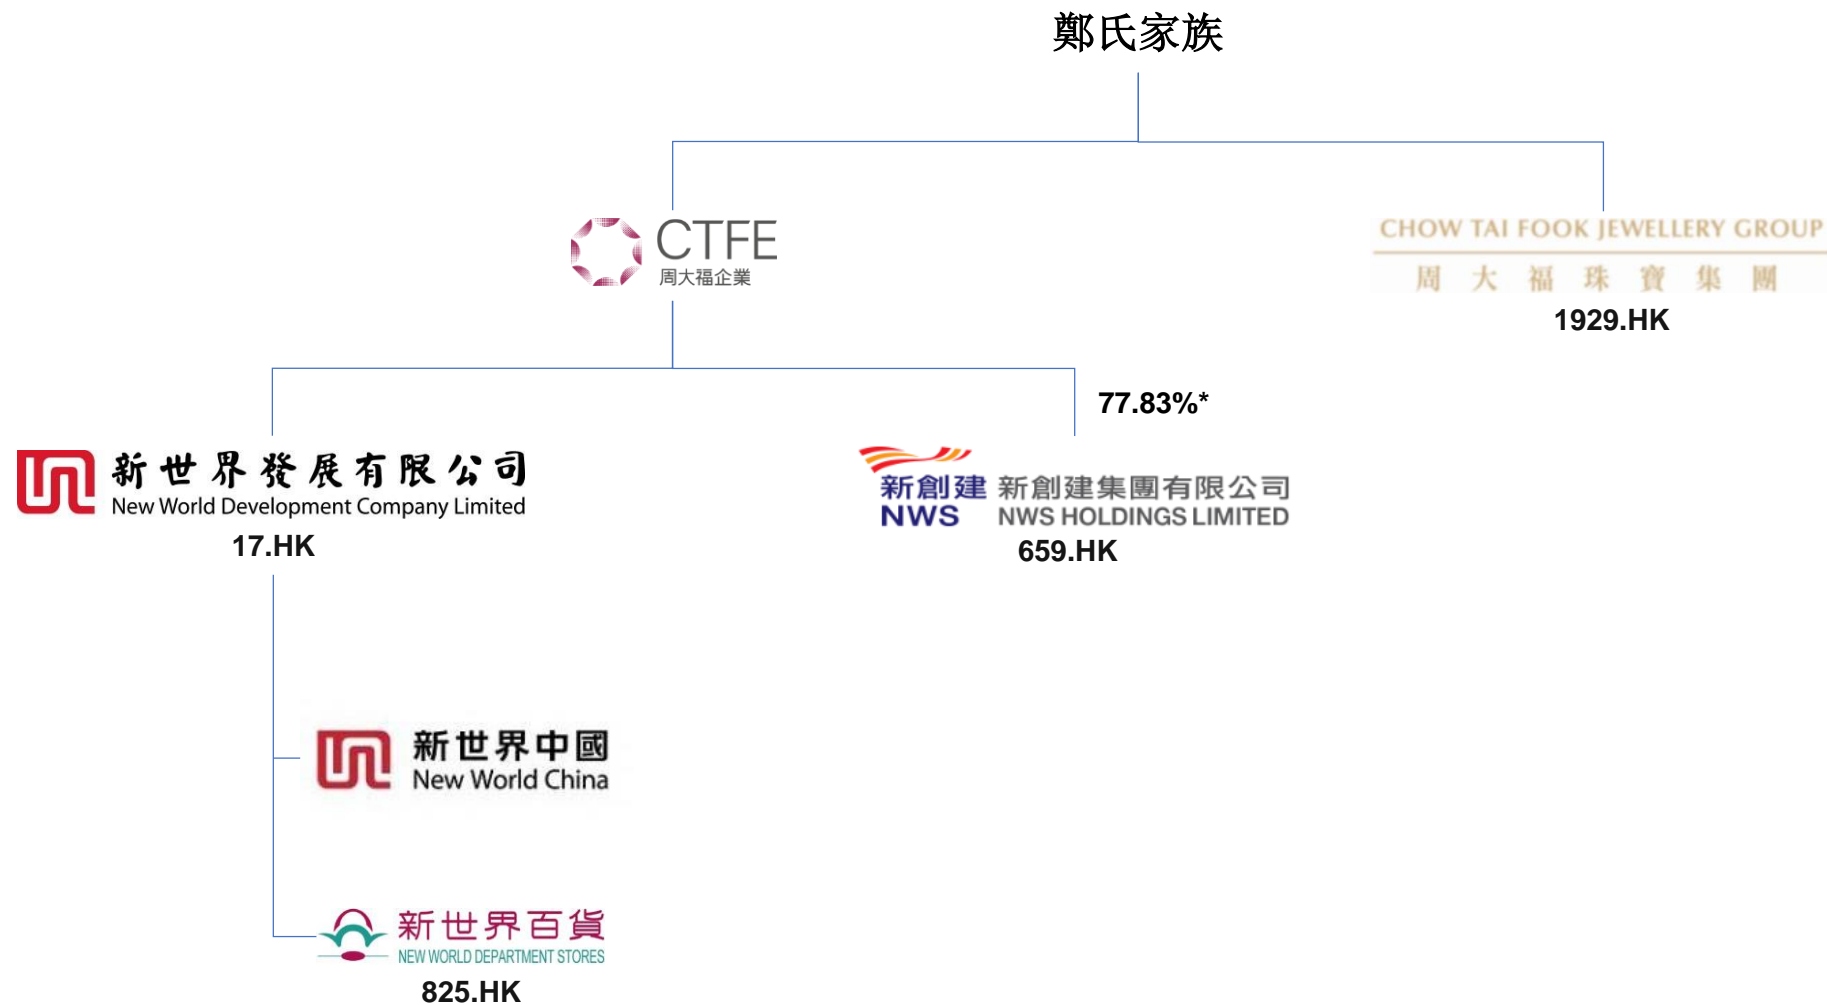 鄭氏家族
CTFE
周大福企業
CHOW TAI FOOK JEWELLERY GROUP
周大福珠寶集團
1929.HK
77.83%*
新世界發展有限公司
New World Development Company Limited
17.HK
新創建
NWS
新創建集團有限公司
NWS HOLDINGS LIMITED
659.HK
新世界中國
New World China
新世界百貨
NEW WORLD DEPARTMENT STORES
825.HK